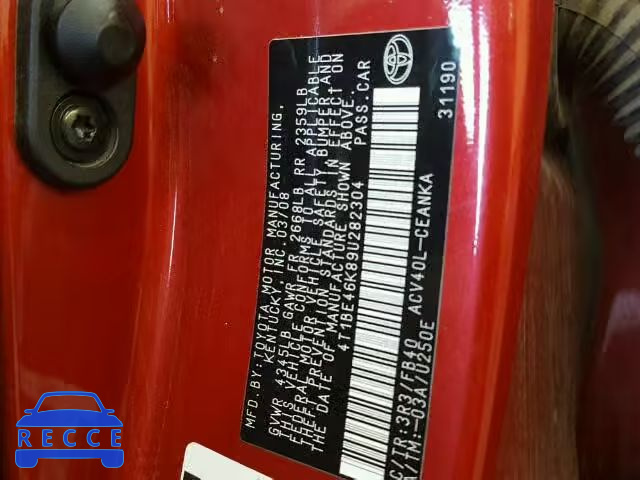 MFD.BY:TOYOTA MOTOR MANUFACTURING,
KENTUCKY, INC. 03/08
GVWR 4345LB GAWR FR 2668LB RR 2359LB
THIS VEHICLE CONFORMS TO ALL APPLICABLE
FEDERAL MOTOR VEHICLE SAFETY BUMPER, AND
THEFT PREVENTION STANDARDS IN EFFECT ON
THE DATE OF MANUFACTURE SHOWN ABOVE.
4T1BE46K89U282304 PASS.CAR
ACV40L-CEANKA 31190
C/TR:3R3/FB40
A/TM:-03A/U250E
RECCE